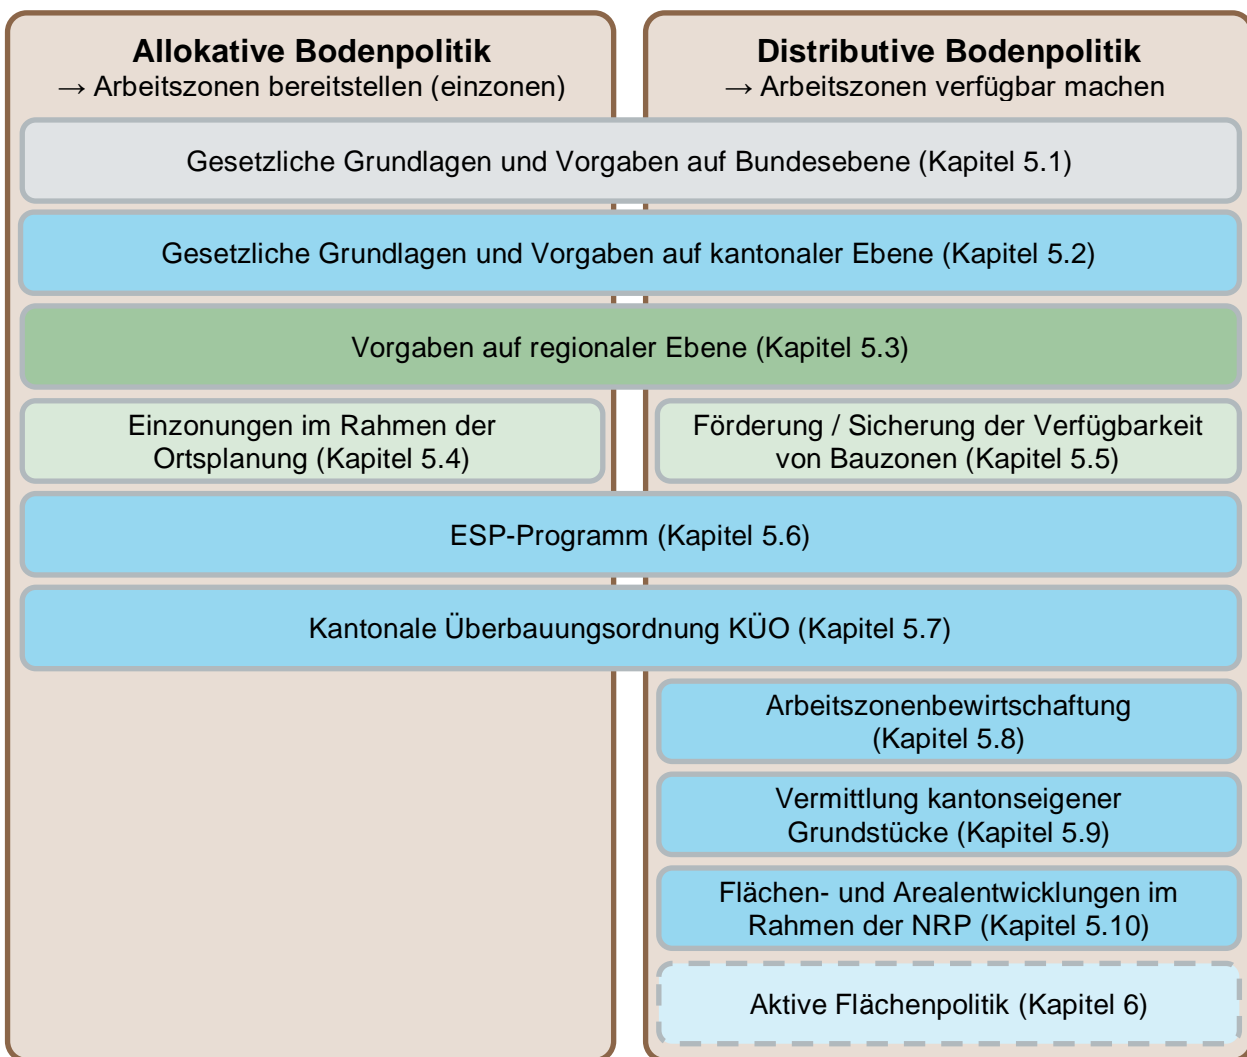 Allokative Bodenpolitik
→ Arbeitszonen bereitstellen (einzonen)
Distributive Bodenpolitik
→ Arbeitszonen verfügbar machen
Gesetzliche Grundlagen und Vorgaben auf Bundesebene (Kapitel 5.1)
Gesetzliche Grundlagen und Vorgaben auf kantonaler Ebene (Kapitel 5.2)
Vorgaben auf regionaler Ebene (Kapitel 5.3)
Einzonungen im Rahmen der
Ortsplanung (Kapitel 5.4)
Förderung / Sicherung der Verfügbarkeit
von Bauzonen (Kapitel 5.5)
ESP-Programm (Kapitel 5.6)
Kantonale Überbauungsordnung KÜO (Kapitel 5.7)
Arbeitszonenbewirtschaftung
(Kapitel 5.8)
Vermittlung kantonseigener
Grundstücke (Kapitel 5.9)
Flächen- und Arealentwicklungen im
Rahmen der NRP (Kapitel 5.10)
Aktive Flächenpolitik (Kapitel 6)